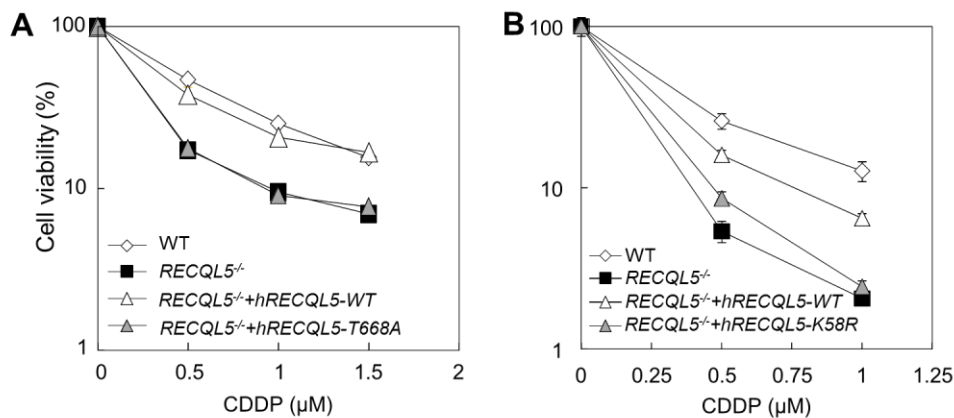 A
Cell viability (%)
100
10
1
WT
RECQL5-/-
RECQL5-/-+hRECQL5-WT
RECQL5-/-+hRECQL5-T668A
0 0.5 1 1.5 2
CDDP (µM)
B
100
10
1
WT
RECQL5-/-
RECQL5-/-+hRECQL5-WT
RECQL5-/-+hRECQL5-K58R
0 0.25 0.5 0.75 1 1.25
CDDP (µM)